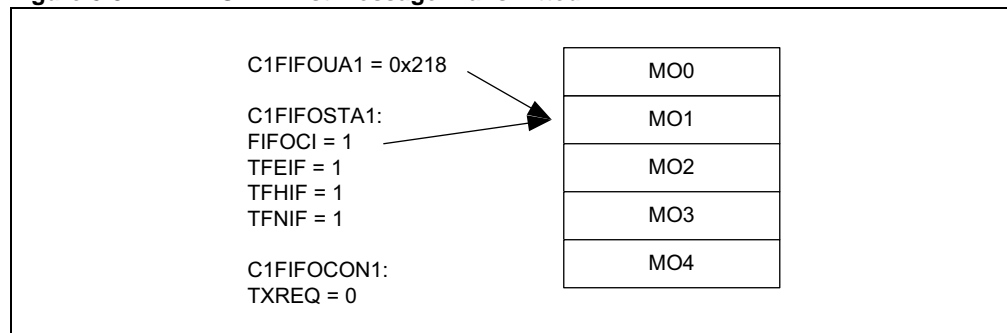 C1FIFOUA1 = 0x218
C1FIFOSTA1:
FIFOCI = 1
TFEIF = 1
TFHIF = 1
TFNIF = 1
C1FIFOCON1:
TXREQ = 0
MO0
MO1
MO2
MO3
MO4